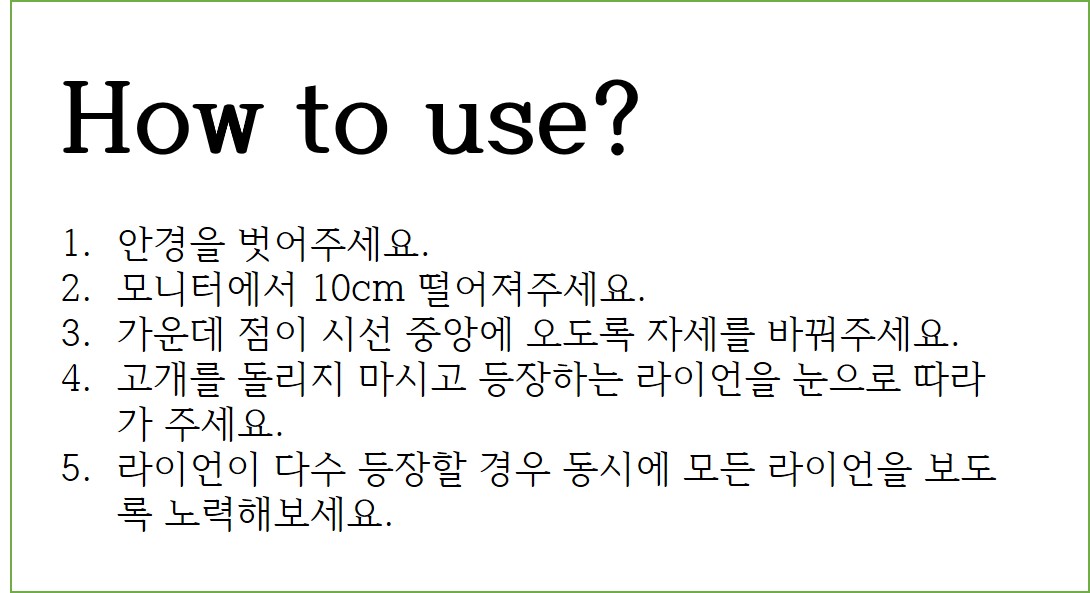 How to use?
1. 안경을 벗어주세요.
2. 모니터에서 10cm 떨어져주세요.
3. 가운데 점이 시선 중앙에 오도록 자세를 바꿔주세요.
4. 고개를 돌리지 마시고 등장하는 라이언을 눈으로 따라
가 주세요.
5. 라이언이 다수 등장할 경우 동시에 모든 라이언을 보도
록 노력해보세요.